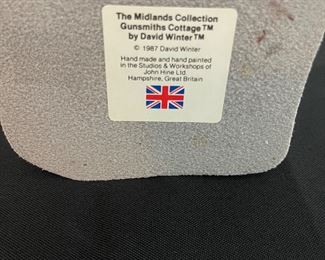 The Midlands Collection
Gunsmiths Cottage™
by David Winter™
© 1987 David Winter
Hand made and hand painted
in the Studios & Workshops of
John Hine Ltd
Hampshire, Great Britain